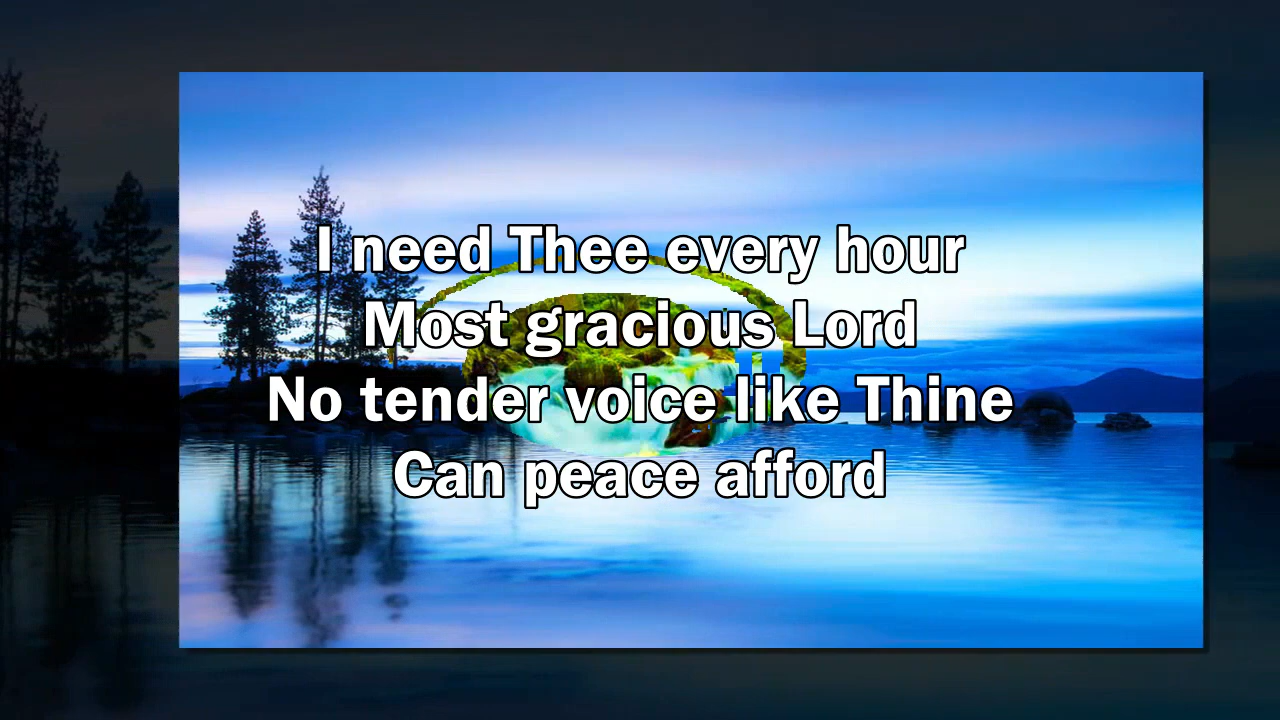 I need Thee every hour
Most gracious Lord
No tender voice like Thine
Can peace afford